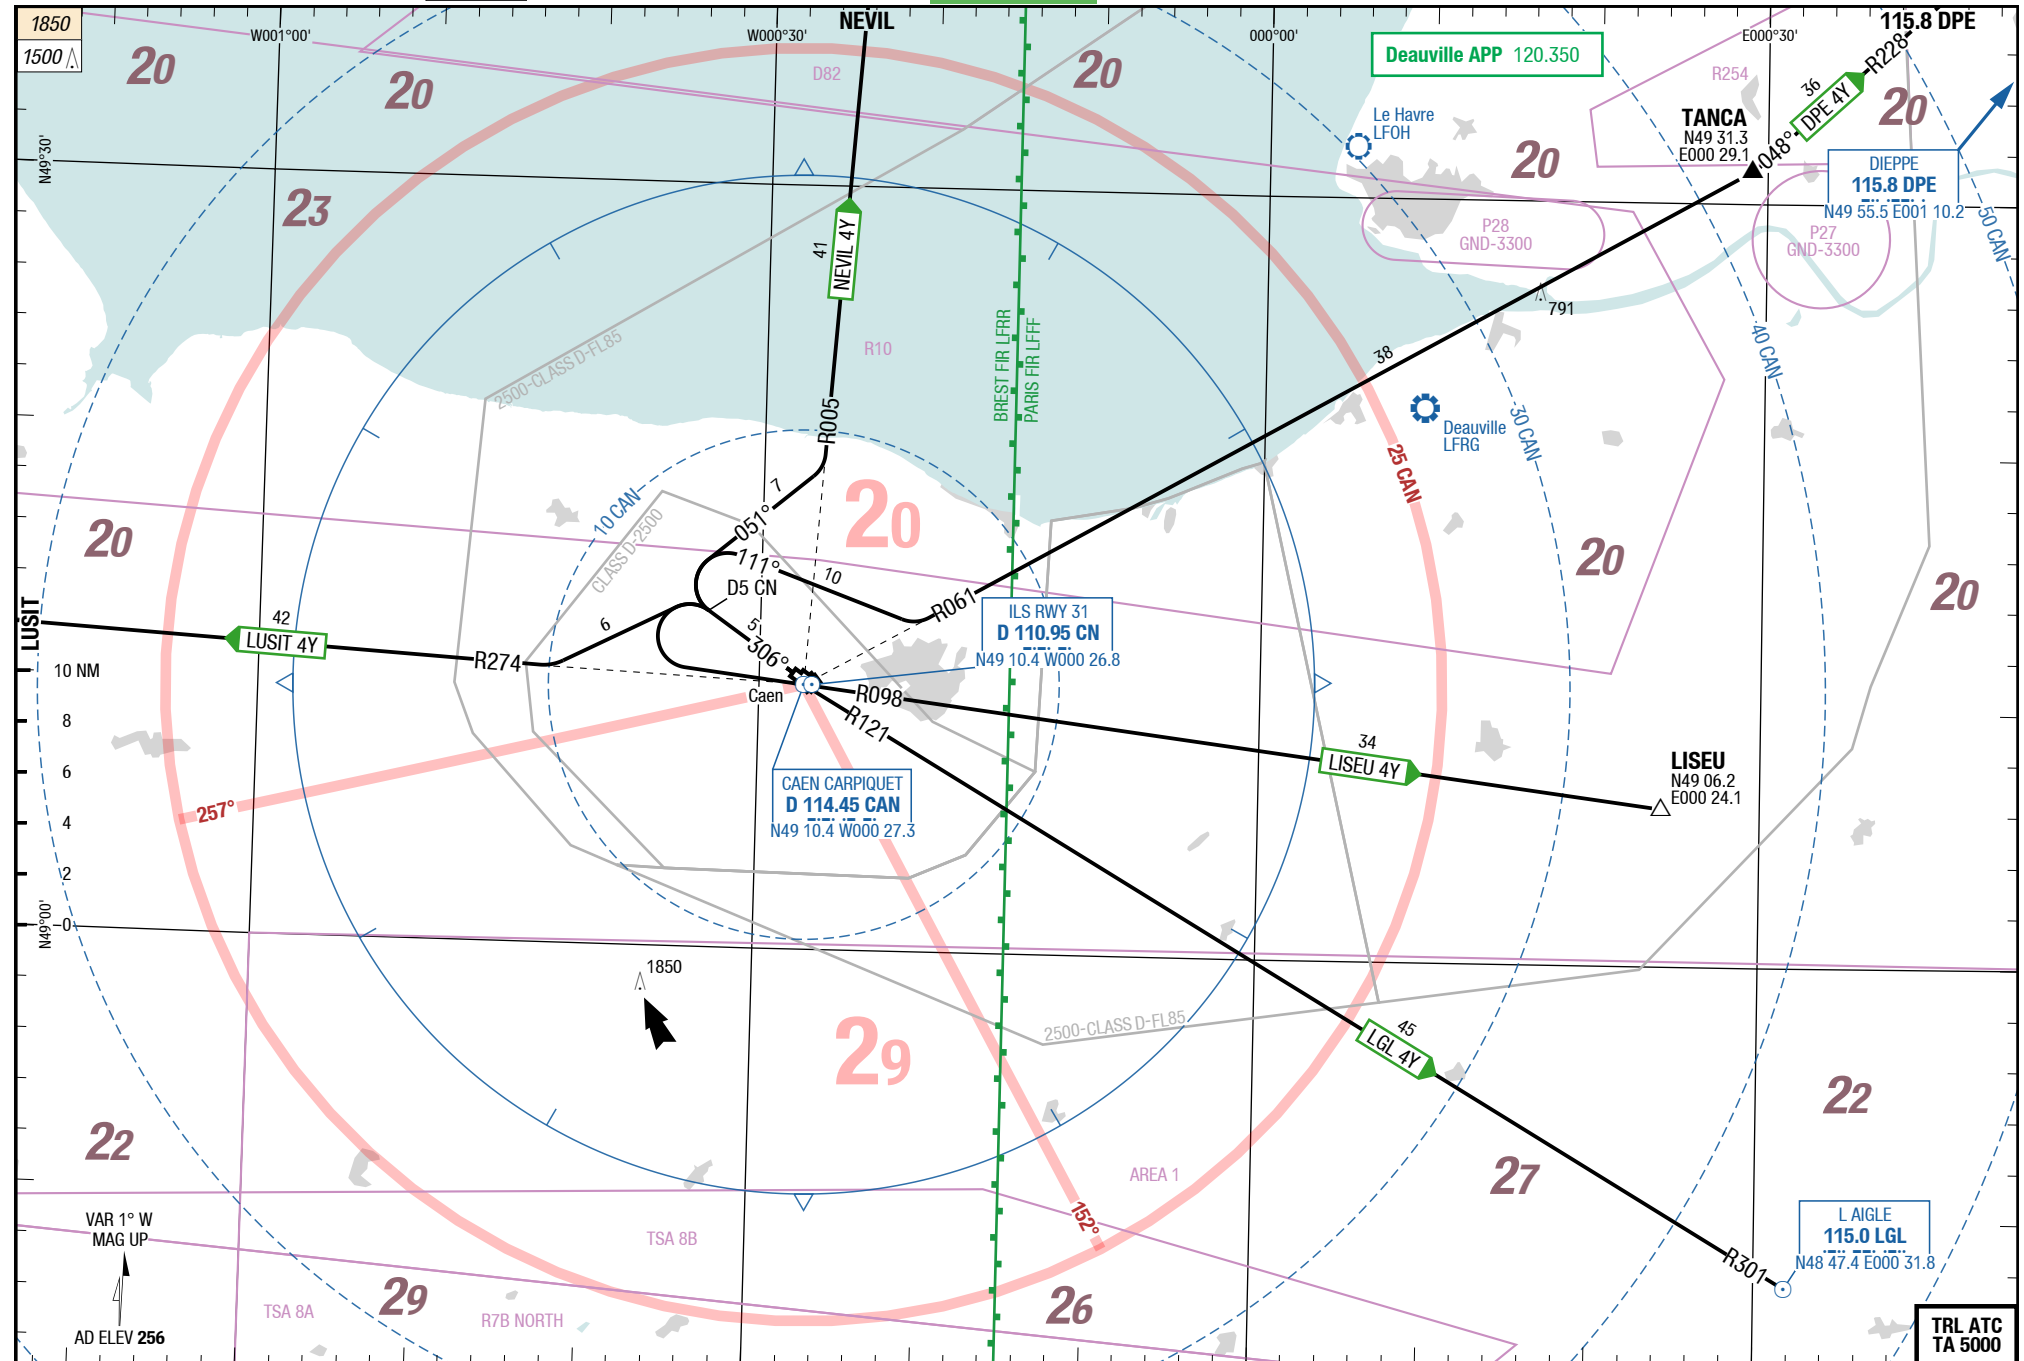 1850
1500
NEVIL
115.8 DPE
W001°00'
W000°30'
000°00'
E000°30'
Deauville APP 120.350
20
20
20
20
20
D82
R254
R228
36
DPE 4Y
048°
TANCA
N49 31.3
E000 29.1
Le Havre
LFOH
DIEPPE
115.8 DPE
N49 55.5 E001 10.2
N49°30'
23
P28
GND-3300
P27
GND-3300
50 CAN
41
NEVIL 4Y
791
BREST FIR LFRR
PARIS FIR LFFF
R10
38
40 CAN
2500-CLASS D-FL85
R005
Deauville
LFRG
30 CAN
25 CAN
7
10 CAN
20
051°
20
20
20
CLASS D-2500
111°
10
D5 CN
R061
ILS RWY 31
D 110.95 CN
N49 10.4 W000 26.8
LUSIT
42
LUSIT 4Y
6
5
306°
R274
10 NM
Caen
R098
R121
8
6
4
2
0
34
LISEU 4Y
LISEU
N49 06.2
E000 24.1
CAEN CARPIQUET
D 114.45 CAN
N49 10.4 W000 27.3
257°
N49°00'
1850
29
2500-CLASS D-FL85
45
LGL 4Y
22
22
27
AREA 1
152°
VAR 1° W
MAG UP
TSA 8B
L AIGLE
115.0 LGL
N48 47.4 E000 31.8
R301
TSA 8A
29
R7B NORTH
26
AD ELEV 256
TRL ATC
TA 5000